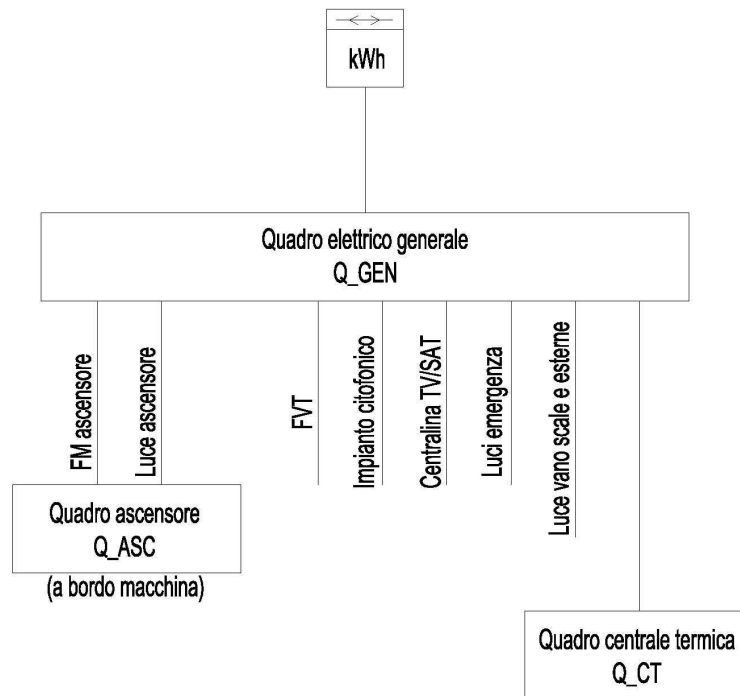 kWh
Quadro elettrico generale
Q_GEN
FM ascensore
Luce ascensore
FVT
Impianto citofonico
Centralina TV/SAT
Luci emergenza
Luce vano scale e esterne
Quadro ascensore
Q_ASC
(a bordo macchina)
Quadro centrale termica
Q_CT